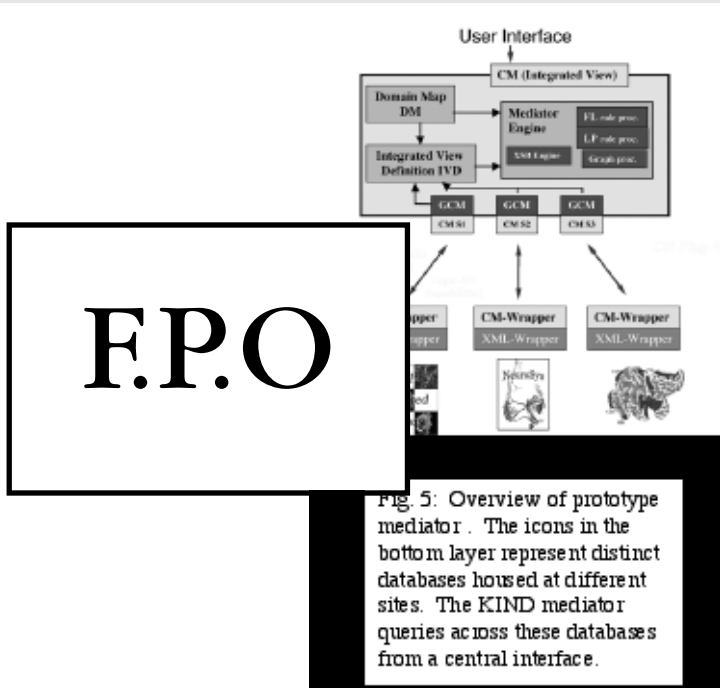 User Interface
CM (Integrated View)
Domain Map
DM
Mediator
Engine
FL rule proc.
LP rule proc.
Graph proc.
XSB Engine
Integrated View
Definition IVD
GCM GCM GCM
CM S1 CM S2 CM S3
CM-Wrapper CM-Wrapper
XML-Wrapper XML-Wrapper
F.P.O
Fig. 5: Overview of prototype
mediator . The icons in the
bottom layer represent distinct
databases housed at different
sites. The KIND mediator
queries across these databases
from a central interface.